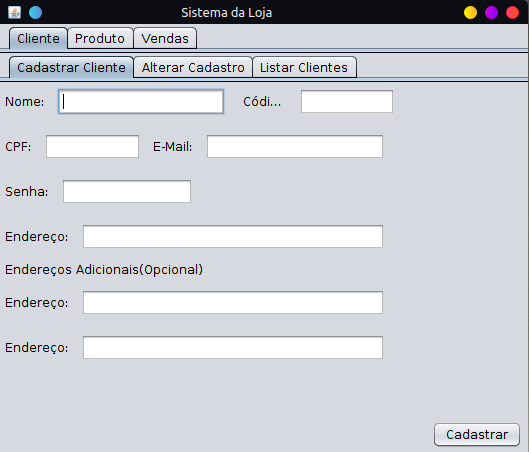 Sistema da Loja
Cliente Produto Vendas
Cadastrar Cliente Alterar Cadastro Listar Clientes
Nome: Códi...
CPF: E-Mail:
Senha:
Endereço:
Endereços Adicionais(Opcional)
Endereço:
Endereço:
Cadastrar